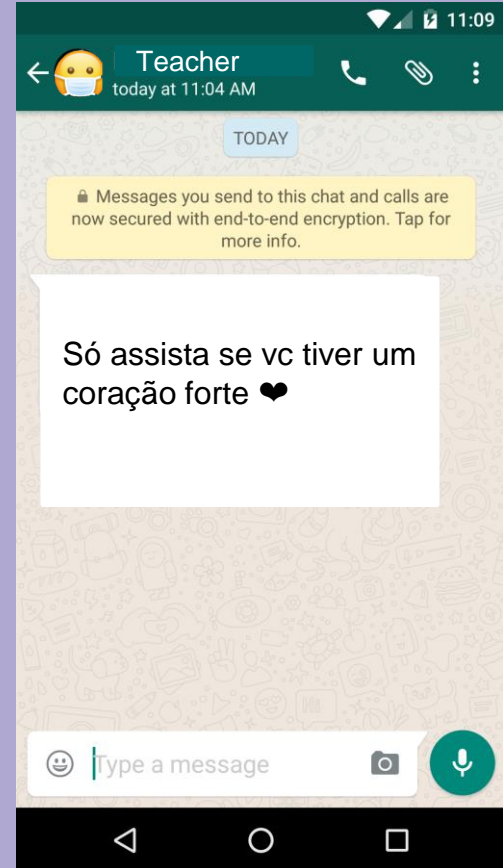 11:09
Teacher
today at 11:04 AM
TODAY
🔒 Messages you send to this chat and calls are
now secured with end-to-end encryption. Tap for
more info.
Só assista se vc tiver um
coração forte ❤
Type a message